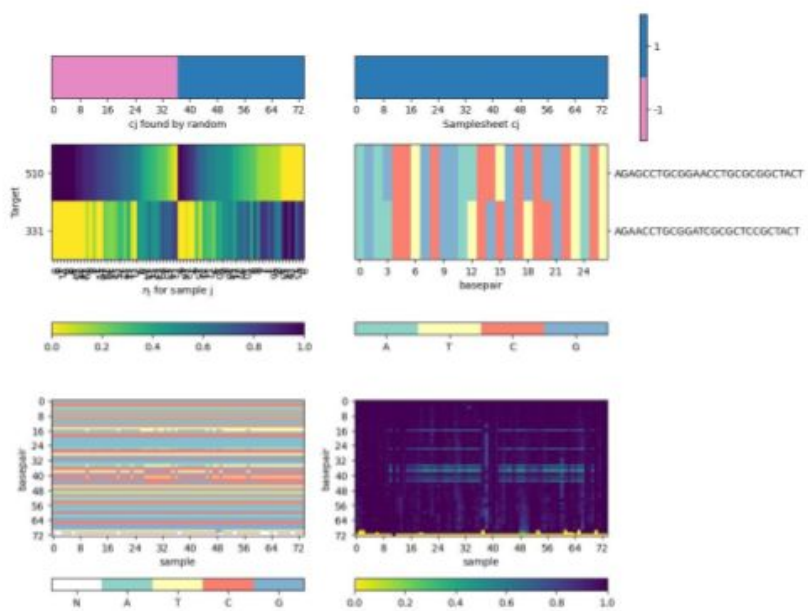 1
-1
0 8 16 24 32 40 48 56 64 72
cj found by random
0 8 16 24 32 40 48 56 64 72
Samplesheet cj
Target
510
331
for sample j
AGAGCCTGCGGAACCTGCGCGGCTACT
AGAACCTGCGGATCGCGCTCCGCTACT
0 3 6 9 12 15 18 21 24
basepair
0.0 0.2 0.4 0.6 0.8 1.0
A T C G
basepair
0 8 16 24 32 40 48 56 64 72
0 8 16 24 32 40 48 56 64 72
sample
basepair
0 8 16 24 32 40 48 56 64 72
0 8 16 24 32 40 48 56 64 72
sample
N A T C G
0.0 0.2 0.4 0.6 0.8 1.0